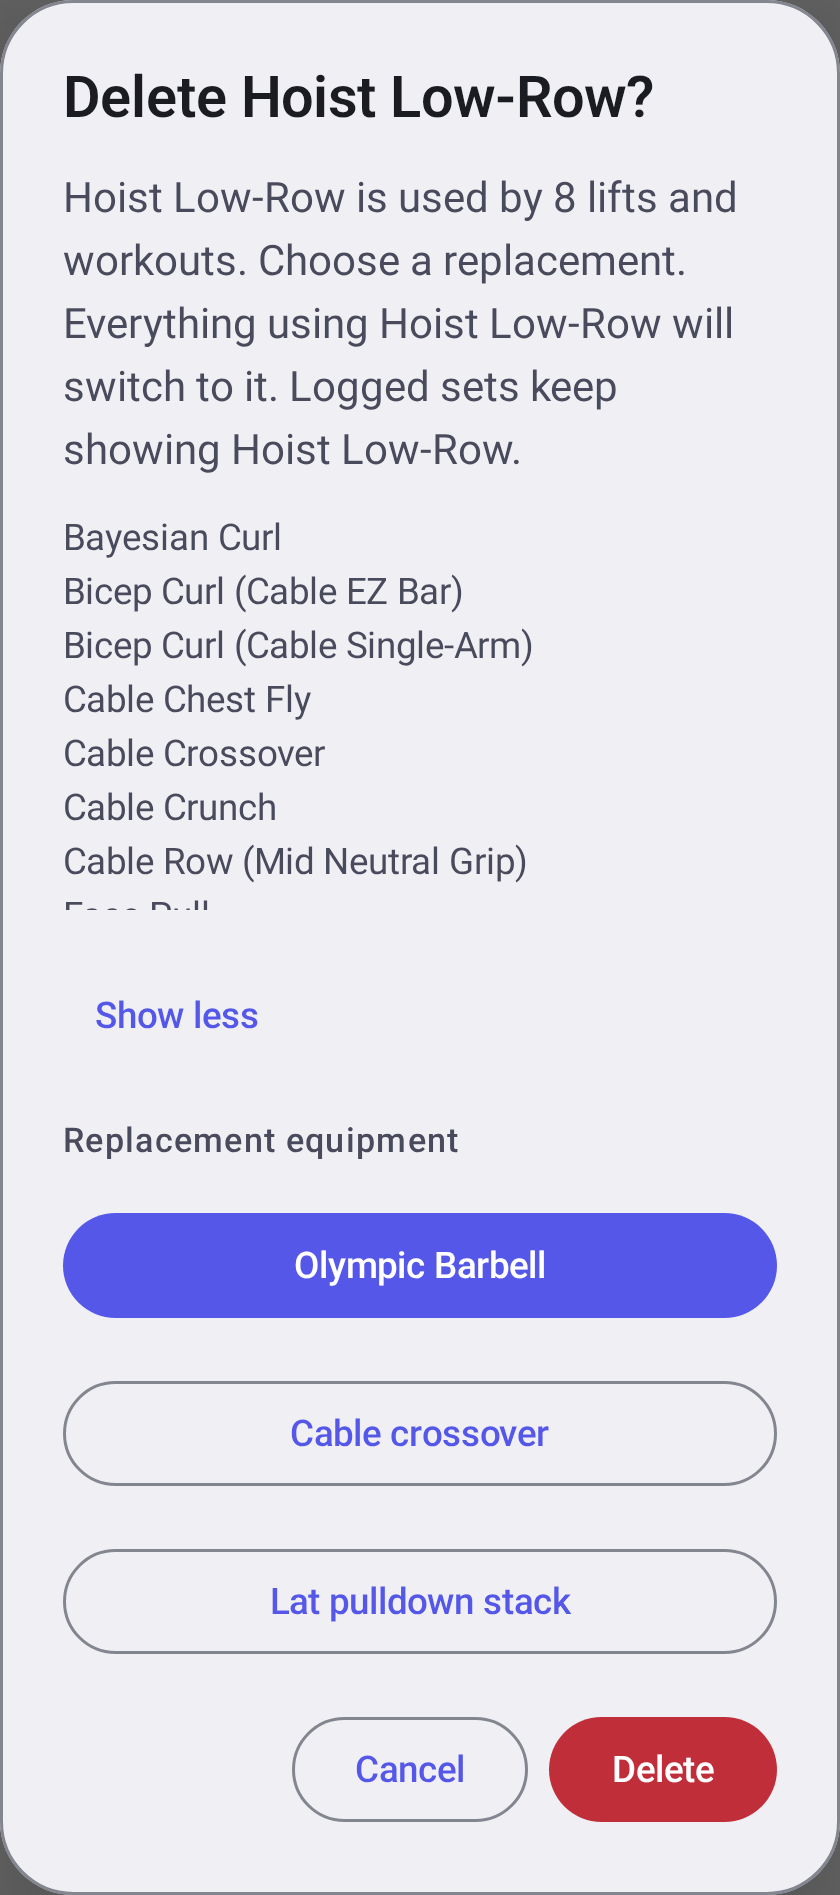 Delete Hoist Low-Row?
Hoist Low-Row is used by 8 lifts and
workouts. Choose a replacement.
Everything using Hoist Low-Row will
switch to it. Logged sets keep
showing Hoist Low-Row.
Bayesian Curl
Bicep Curl (Cable EZ Bar)
Bicep Curl (Cable Single-Arm)
Cable Chest Fly
Cable Crossover
Cable Crunch
Cable Row (Mid Neutral Grip)
Face Pull
Show less
Replacement equipment
Olympic Barbell
Cable crossover
Lat pulldown stack
Cancel
Delete